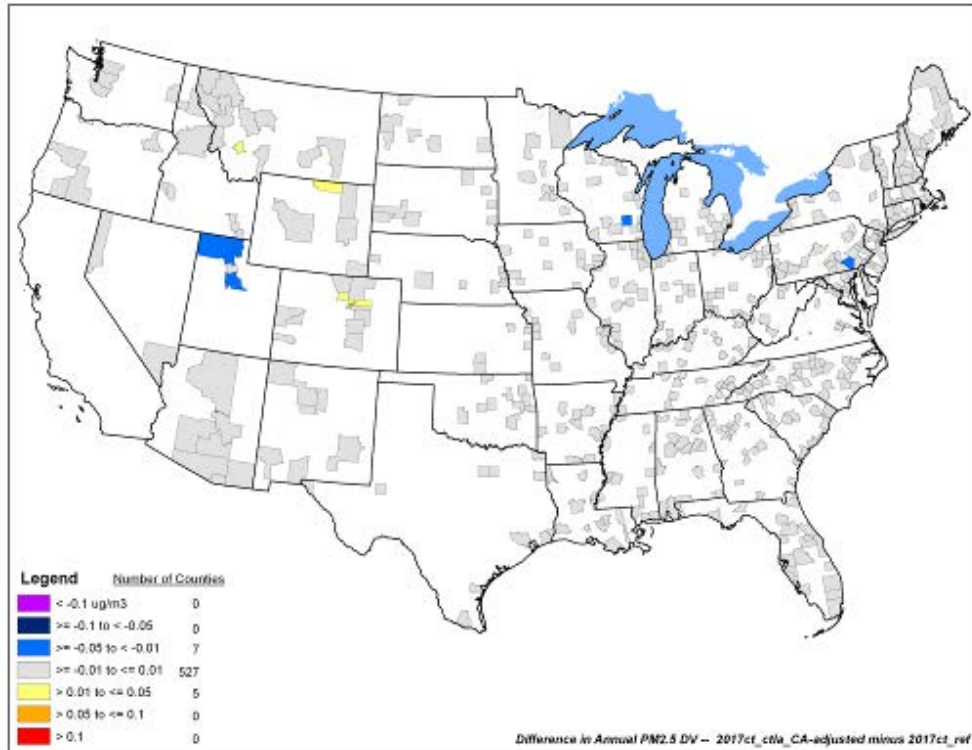 Legend Number of Counties
< -0.1 ug/m3 0
>= -0.1 to < -0.05 0
>= -0.05 to < -0.01 7
>= -0.01 to <= 0.01 527
> 0.01 to <= 0.05 5
> 0.05 to <= 0.1 0
> 0.1 0
Difference in Annual PM2.5 DV -- 2017ct_ctla_CA-adjusted minus 2017ct_ref